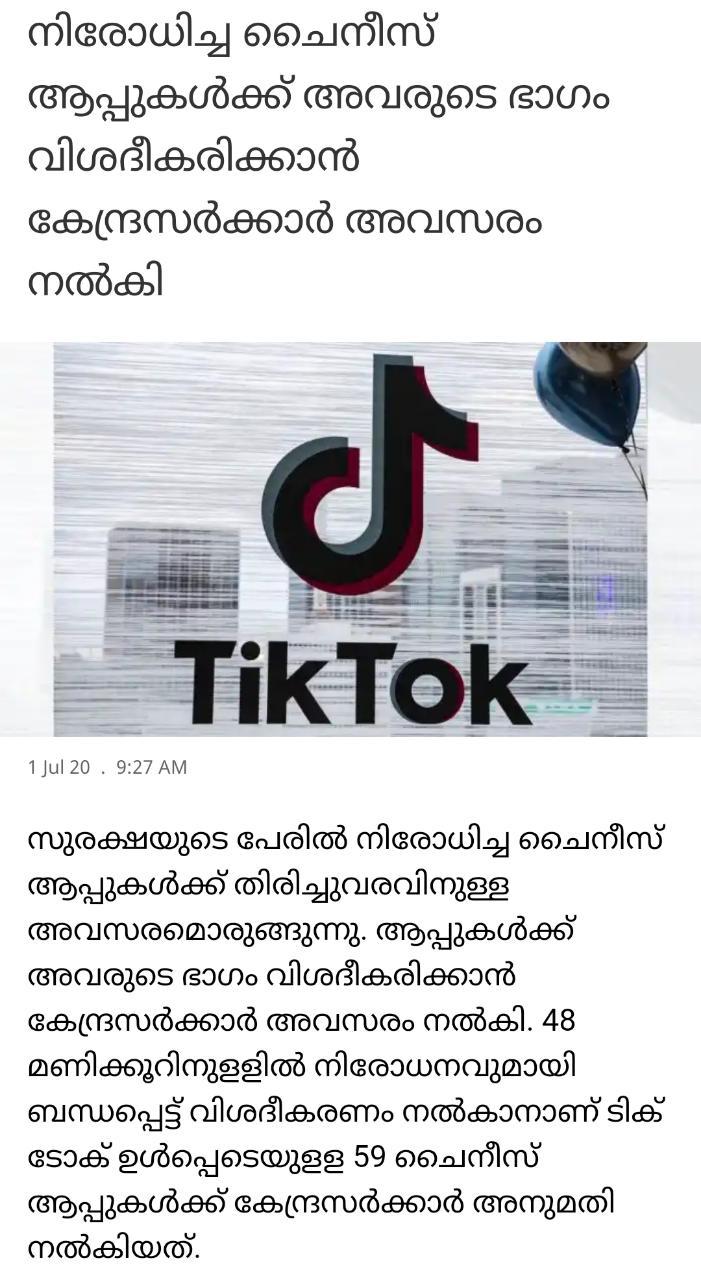 നിരോധിച്ച ചൈനീസ്
ആപ്പുകൾക്ക് അവരുടെ ഭാഗം
വിശദീകരിക്കാൻ
കേന്ദ്രസർക്കാർ അവസരം
നൽകി
TikTok
1 Jul 20 . 9:27 AM
സുരക്ഷയുടെ പേരിൽ നിരോധിച്ച ചൈനീസ്
ആപ്പുകൾക്ക് തിരിച്ചുവരവിനുള്ള
അവസരമൊരുങ്ങുന്നു. ആപ്പുകൾക്ക്
അവരുടെ ഭാഗം വിശദീകരിക്കാൻ
കേന്ദ്രസർക്കാർ അവസരം നൽകി. 48
മണിക്കൂറിനുളളിൽ നിരോധനവുമായി
ബന്ധപ്പെട്ട് വിശദീകരണം നൽകാനാണ് ടിക്
ടോക് ഉൾപ്പെടെയുളള 59 ചൈനീസ്
ആപ്പുകൾക്ക് കേന്ദ്രസർക്കാർ അനുമതി
നൽകിയത്.